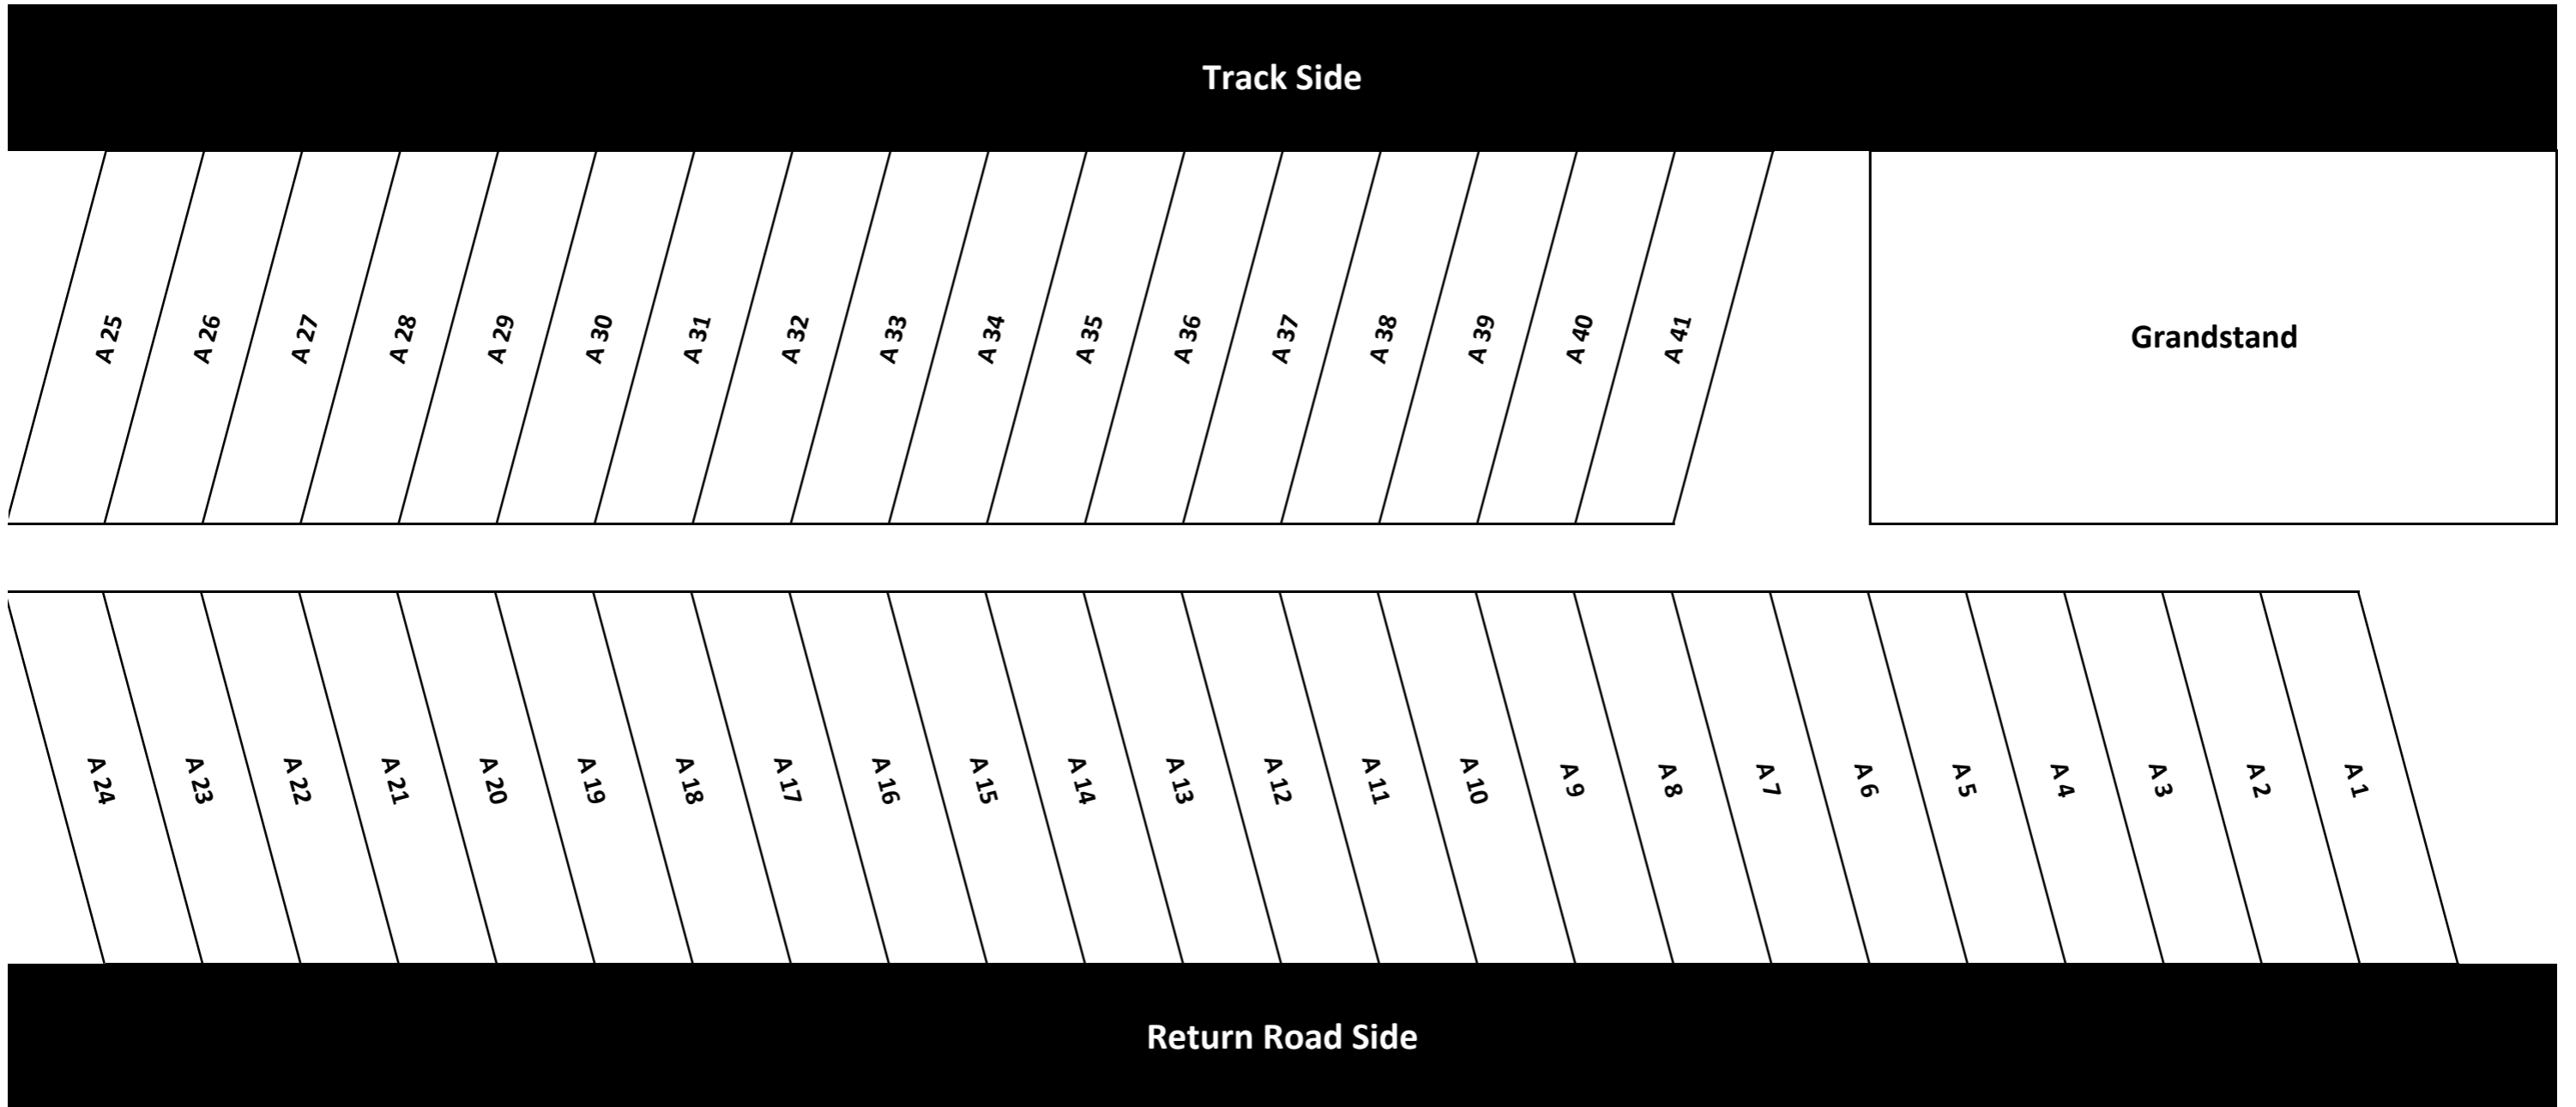 Track Side
A 25
A 26
A 27
A 28
A 29
A 30
A 31
A 32
A 33
A 34
A 35
A 36
A 37
A 38
A 39
A 40
A 41
Grandstand
A 24
A 23
A 22
A 21
A 20
A 19
A 18
A 17
A 16
A 15
A 14
A 13
A 12
A 11
A 10
A 9
A 8
A 7
A 6
A 5
A 4
A 3
A 2
A 1
Return Road Side